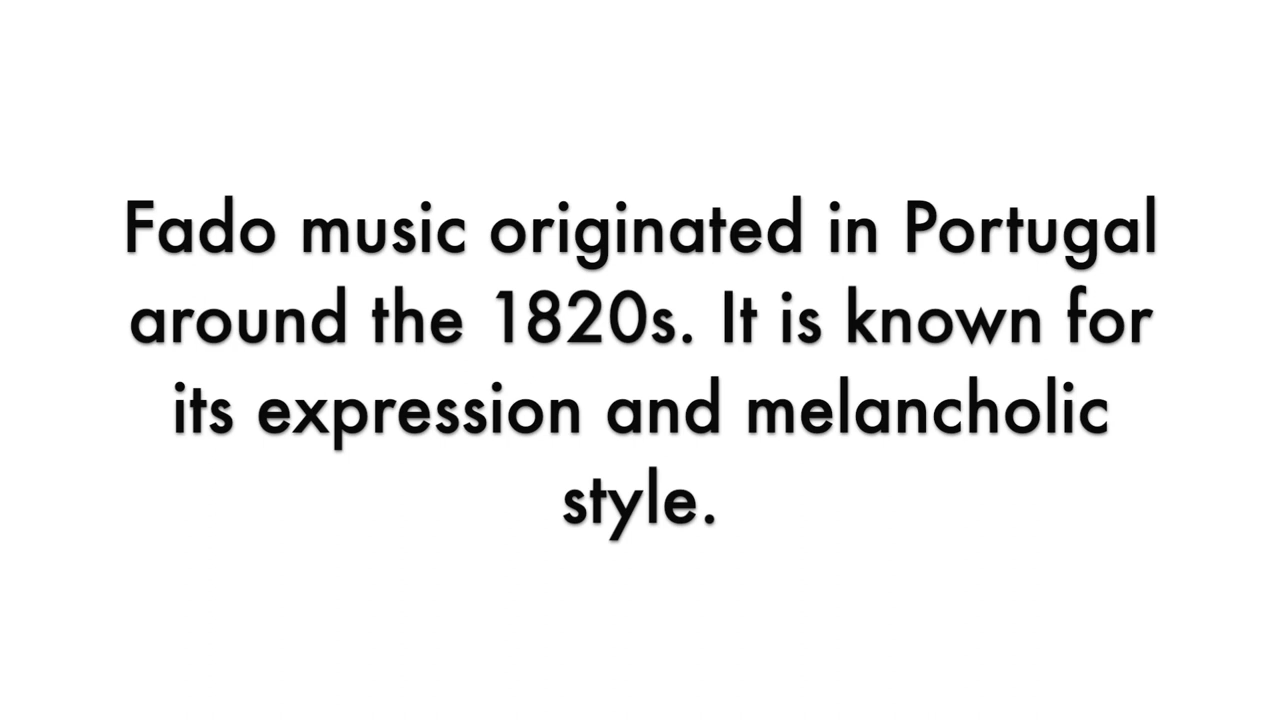 Fado music originated in Portugal
around the 1820s. It is known for
its expression and melancholic
style.